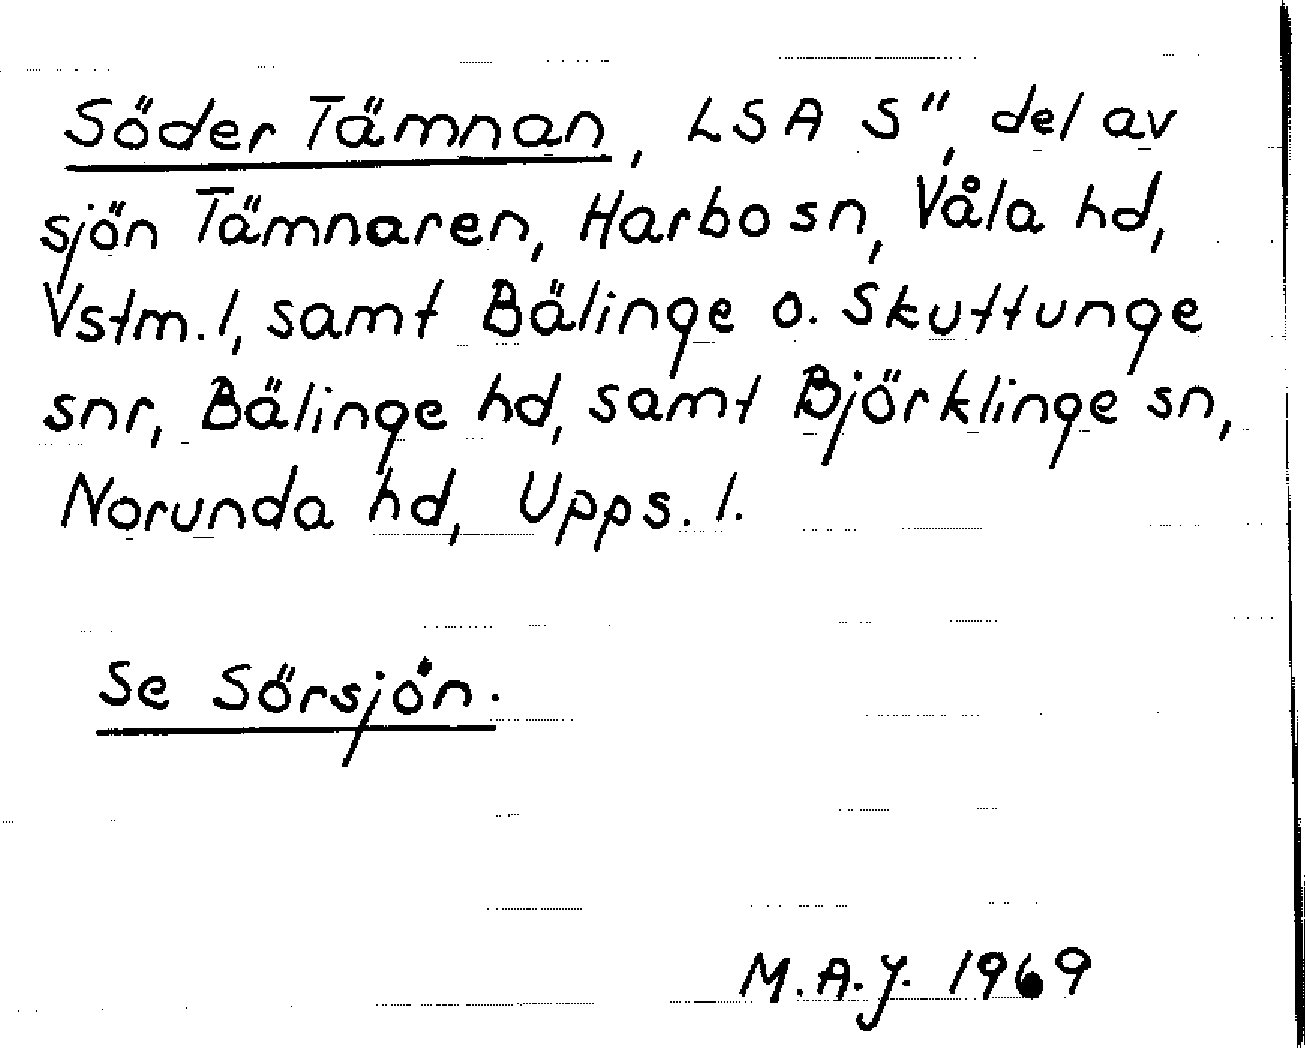 Söder Tämnan, LSA S", del av
sjön Tämnaren, Harbo sn, Våla hd,
Vstm. l, samt Bälinge o. Skuttunge
snr, Bälinge hd, samt Björklinge sn,
Norunda hd, Upps. l.
Se Sörsjön.
M.A.J. 1969